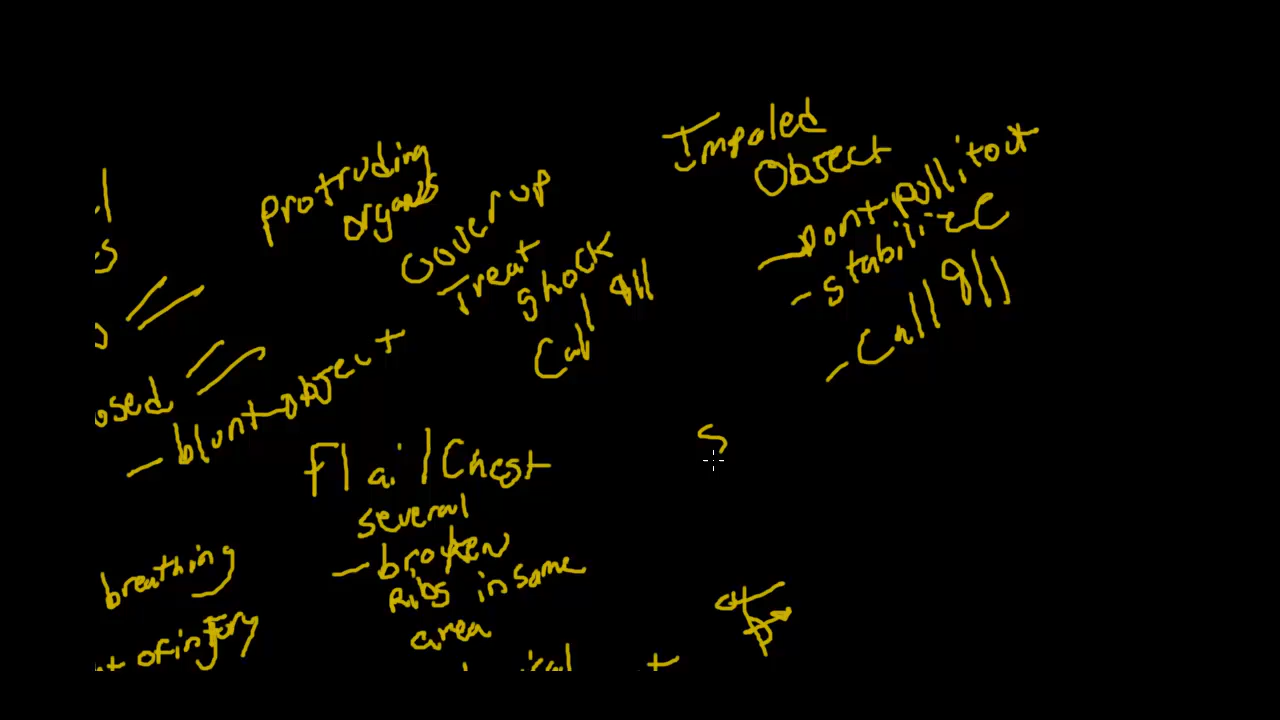 protruding
organs
Cover up
Treat
shock
Call 911
Impaled
Object
- Dont pull it out
- stabilize
- Call 911
osed
- blunt object
Flail Chest
several
- broken
Ribs in same
area
S
breathing
of injury